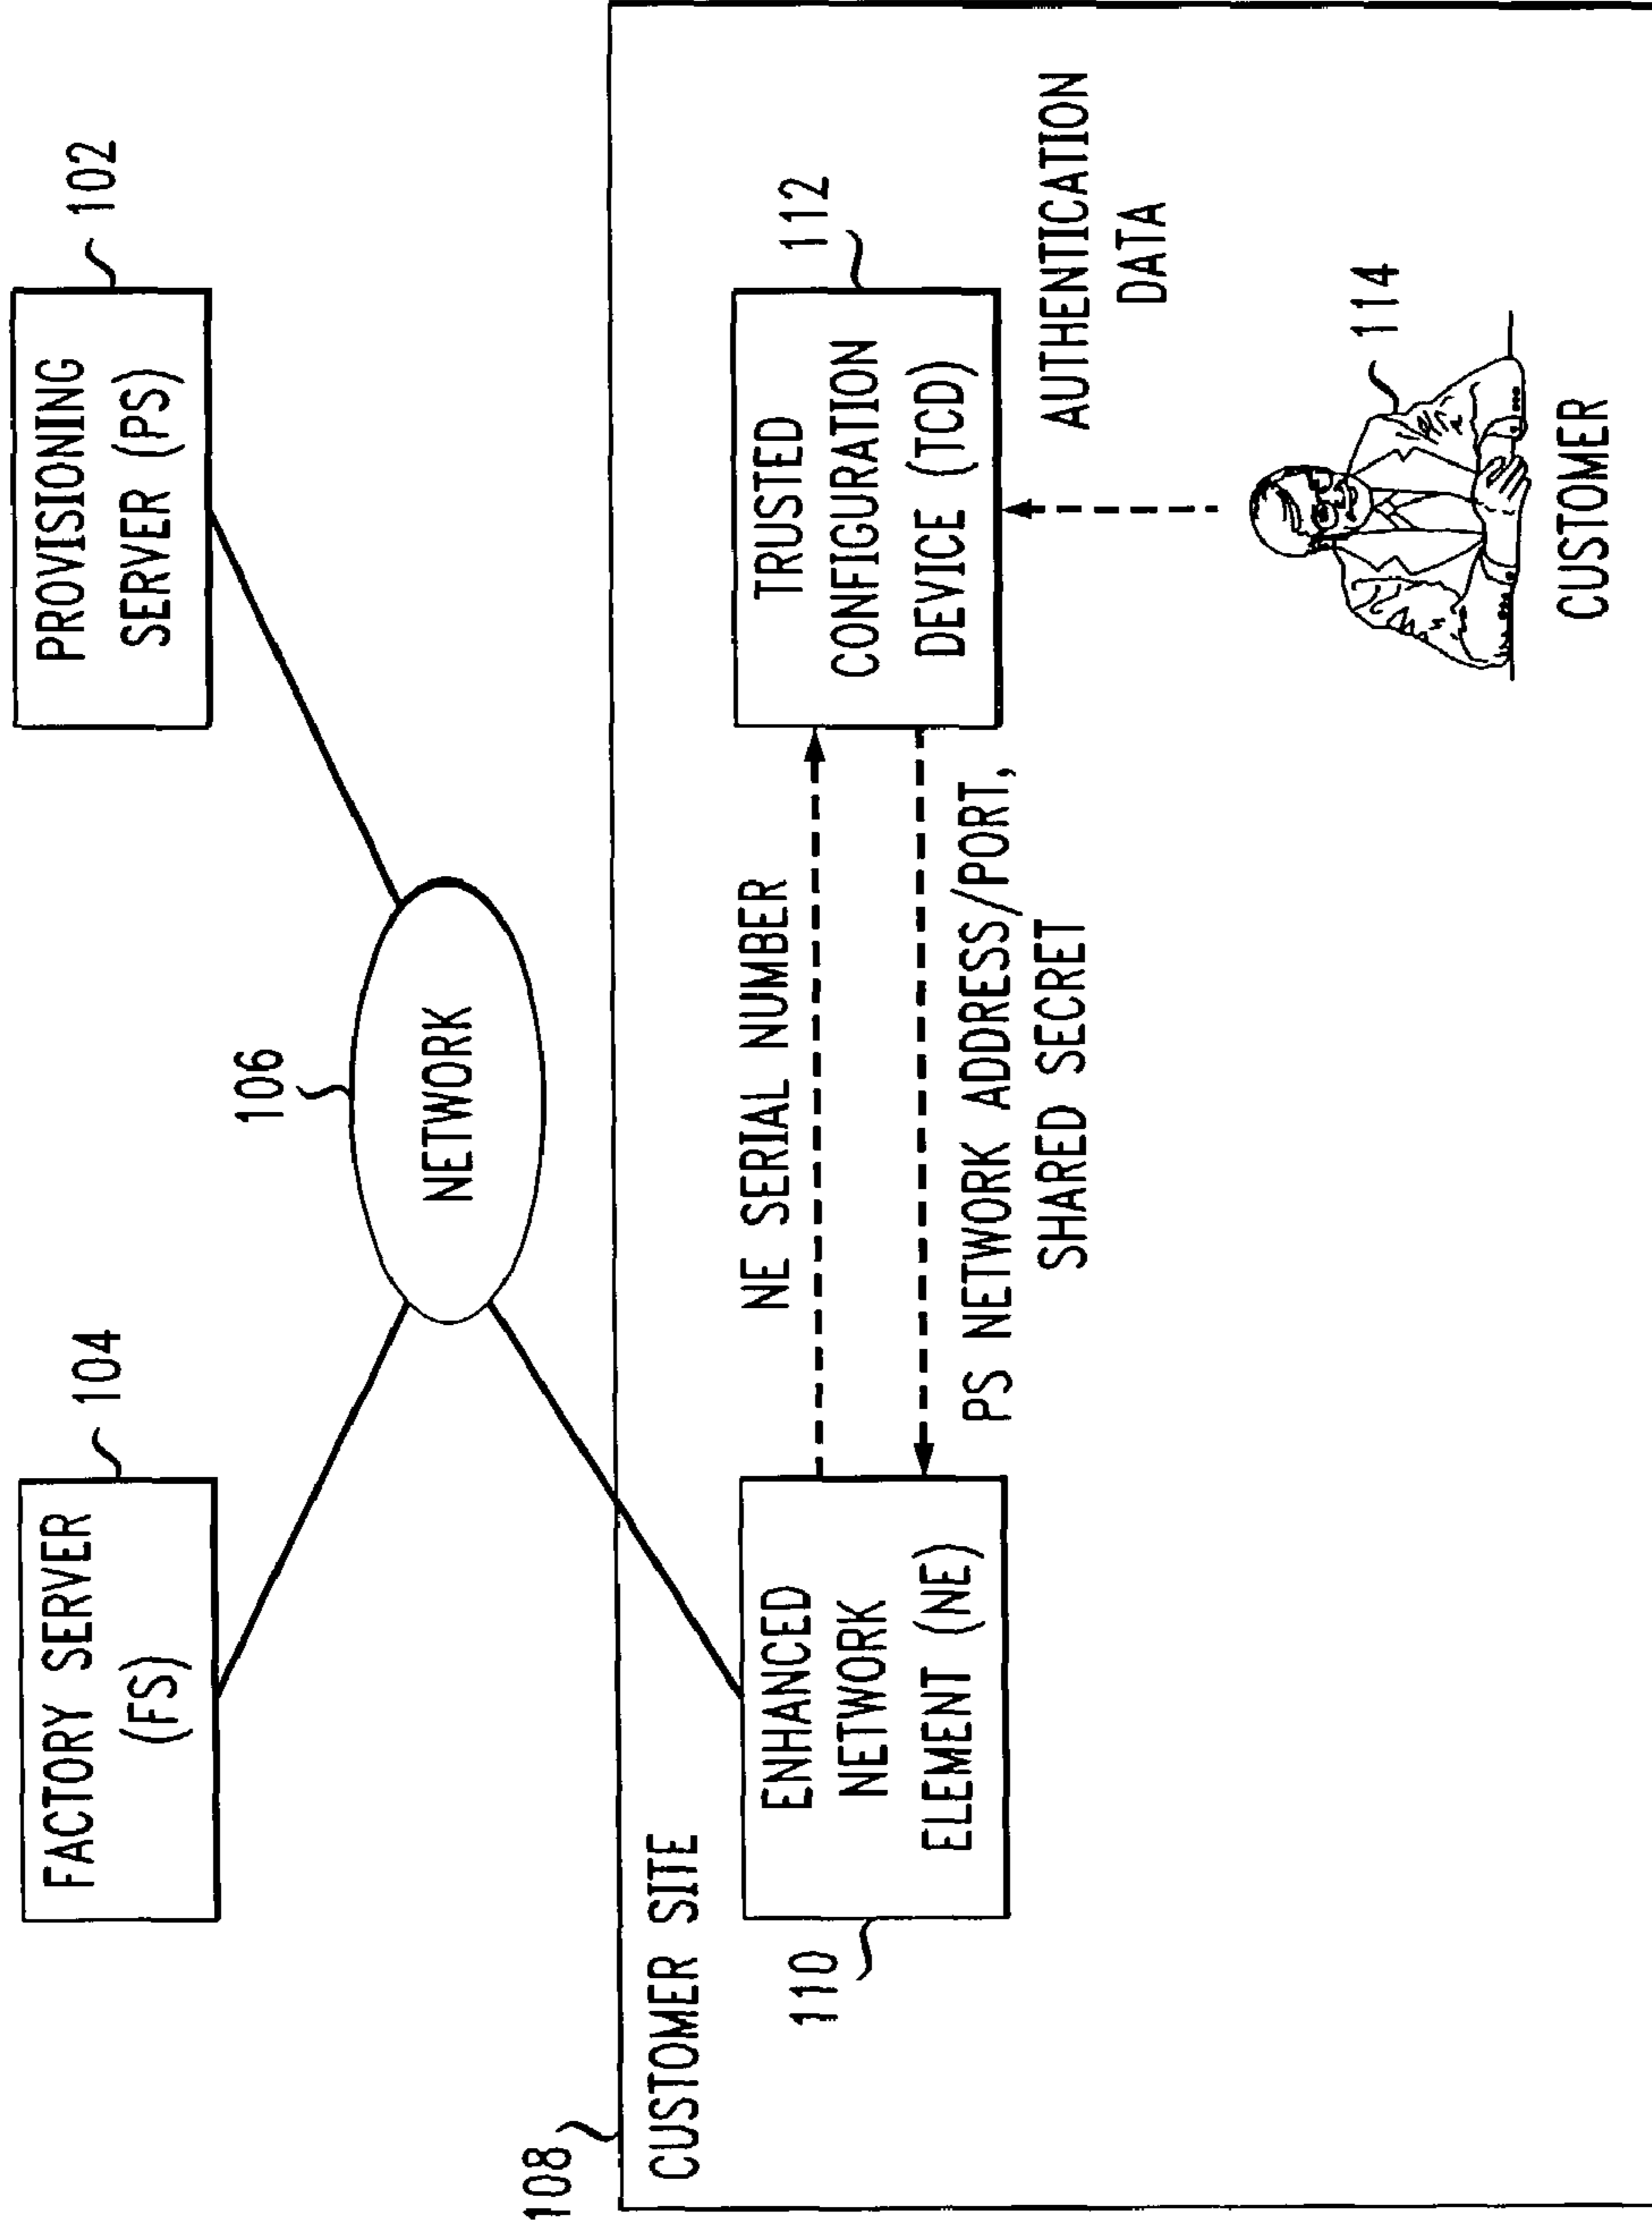 FACTORY SERVER
(FS)
104
106
NETWORK
PROVISIONING
SERVER (PS)
102
108
CUSTOMER SITE
110
ENHANCED
NETWORK
ELEMENT (NE)
NE SERIAL NUMBER
PS NETWORK ADDRESS/PORT,
SHARED SECRET
TRUSTED
CONFIGURATION
DEVICE (TCD)
112
AUTHENTICATION
DATA
114
CUSTOMER